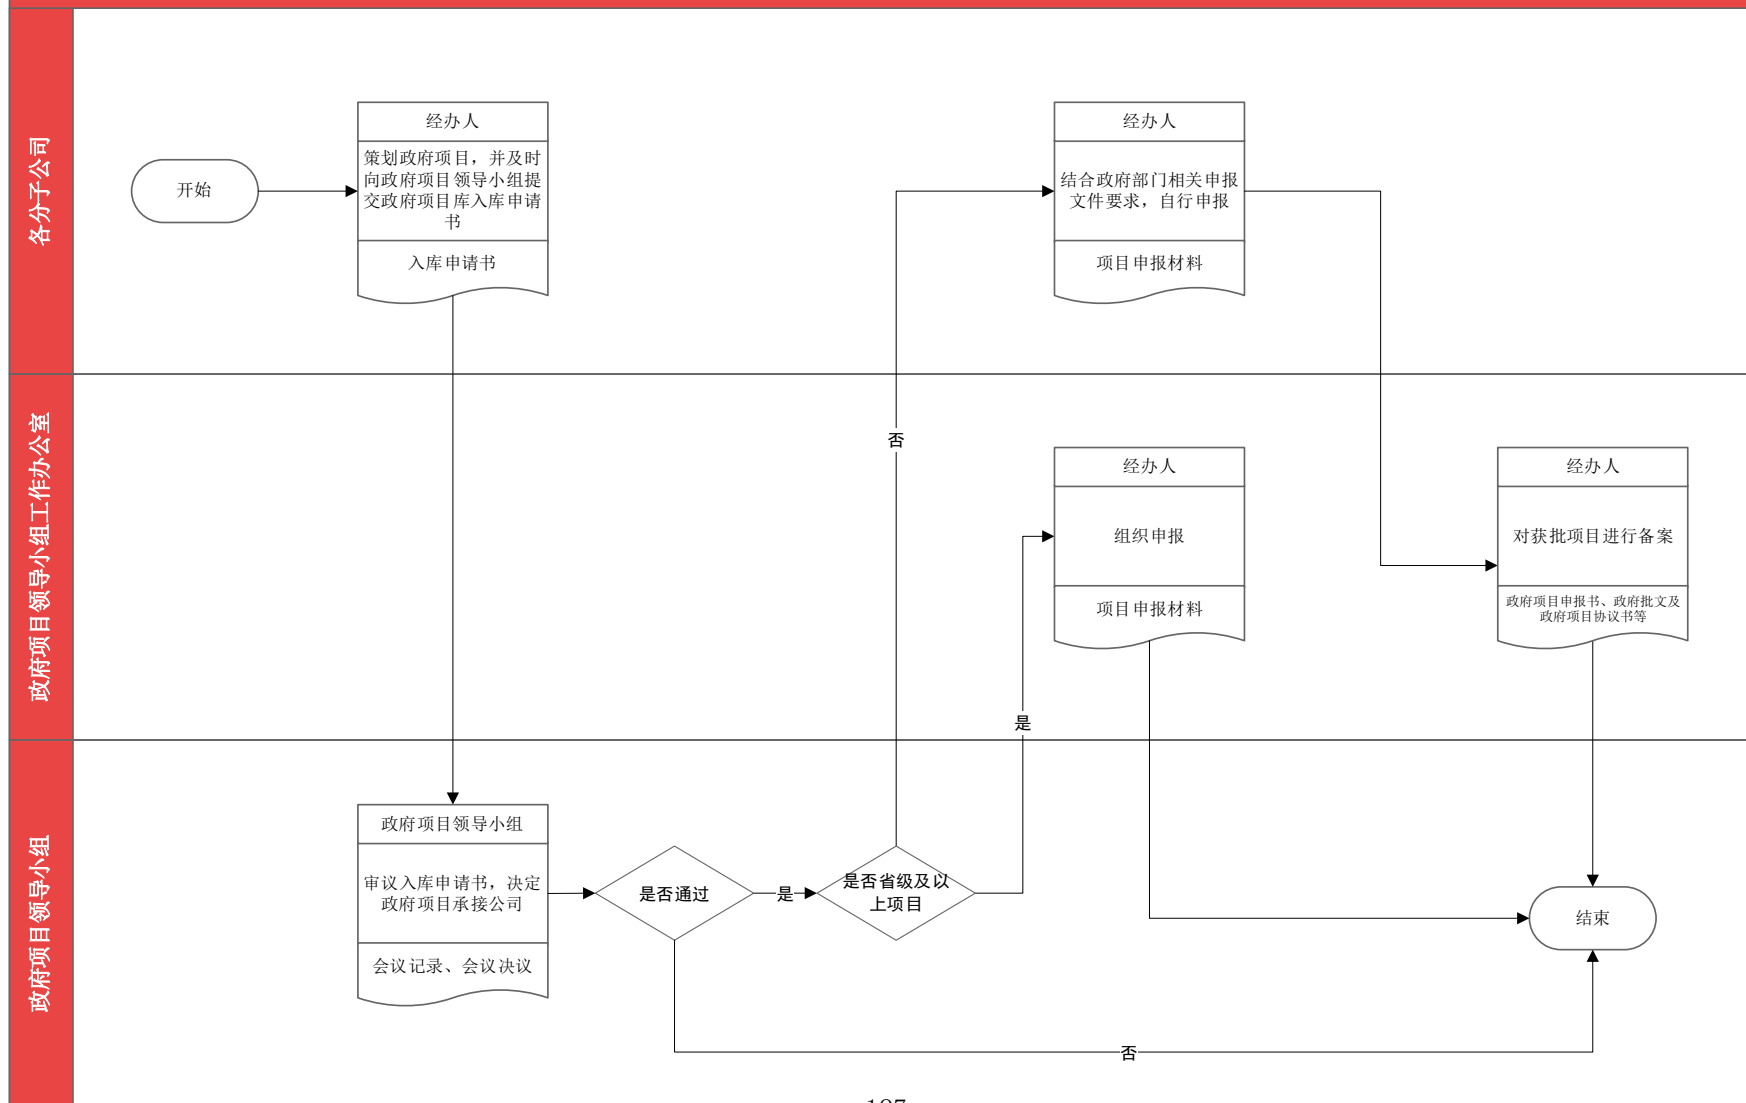 各分子公司
开始
经办人
策划政府项目，并及时
向政府项目领导小组提
交政府项目库入库申请
书
入库申请书
经办人
结合政府部门相关申报
文件要求，自行申报
项目申报材料
政府项目领导小组工作办公室
否
经办人
组织申报
项目申报材料
经办人
对获批项目进行备案
政府项目申报书、政府批文及
政府项目协议书等
是
政府项目领导小组
政府项目领导小组
审议入库申请书，决定
政府项目承接公司
会议记录、会议决议
是否通过
是
是否省级及以
上项目
结束
否